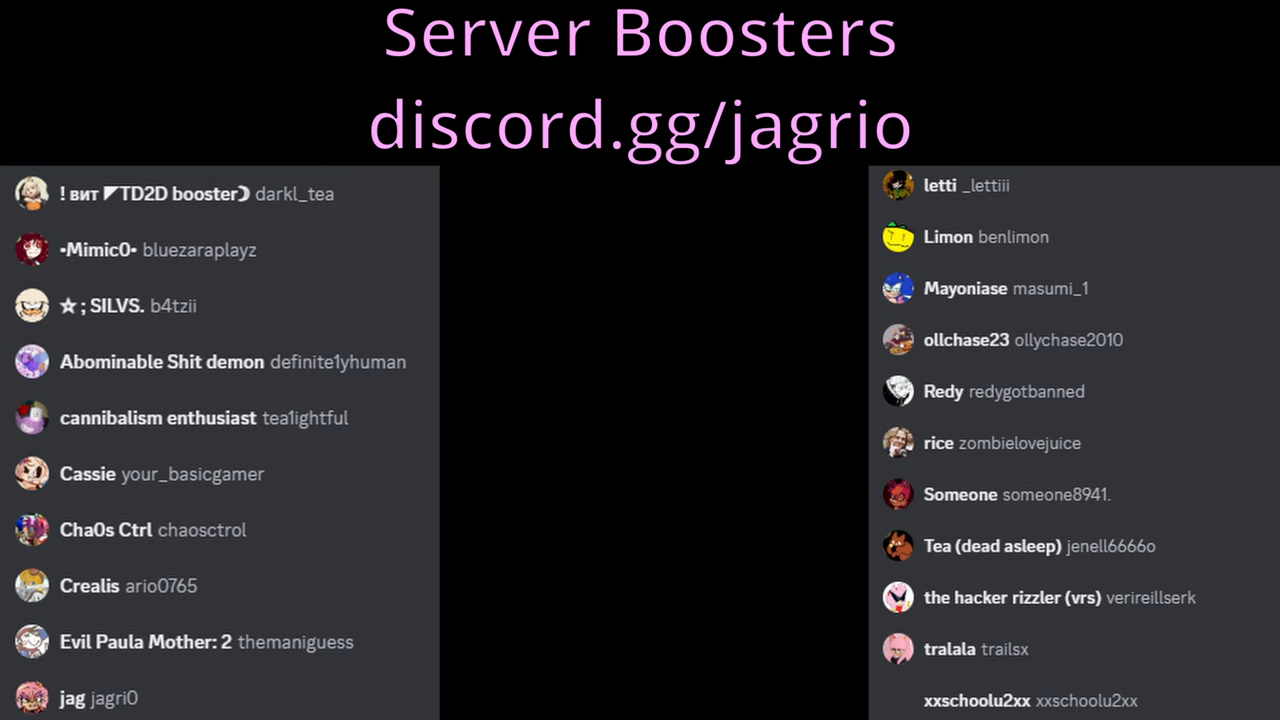 Server Boosters
discord.gg/jagrio
! вит ◤TD2D booster❩ darkl_tea
•Mimic0• bluezaraplayz
☆ ; SILVS. b4tzii
Abominable Shit demon definite1yhuman
cannibalism enthusiast tea1ightful
Cassie your_basicgamer
Cha0s Ctrl chaosctrol
Crealis ario0765
Evil Paula Mother: 2 themaniguess
jag jagri0
letti _lettiii
Limon benlimon
Mayoniase masumi_1
ollchase23 ollychase2010
Redy redygotbanned
rice zombielovejuice
Someone someone8941.
Tea (dead asleep) jenell6666o
the hacker rizzler (vrs) verireillserk
tralala trailsx
xxschoolu2xx xxschoolu2xx